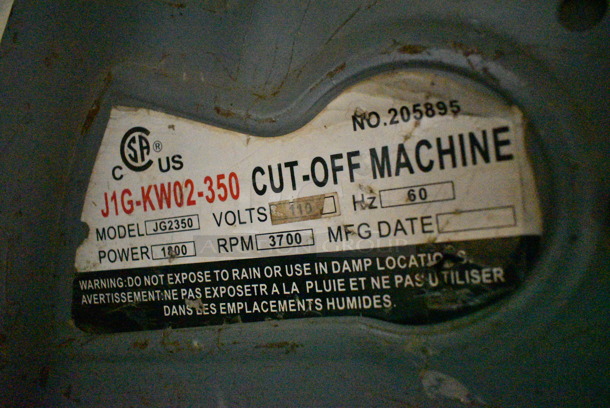 NO.205895
CSA® C US
J1G-KW02-350 CUT-OFF MACHINE
MODEL JG2350 VOLTS 110 Hz 60
POWER 1800 RPM 3700 MFG DATE
WARNING:DO NOT EXPOSE TO RAIN OR USE IN DAMP LOCATIONS.
AVERTISSEMENT:NE PAS EXPOSETR A LA PLUIE ET NE PAS UTILISER
DANS LES EMPLACEMENTS HUMIDES.